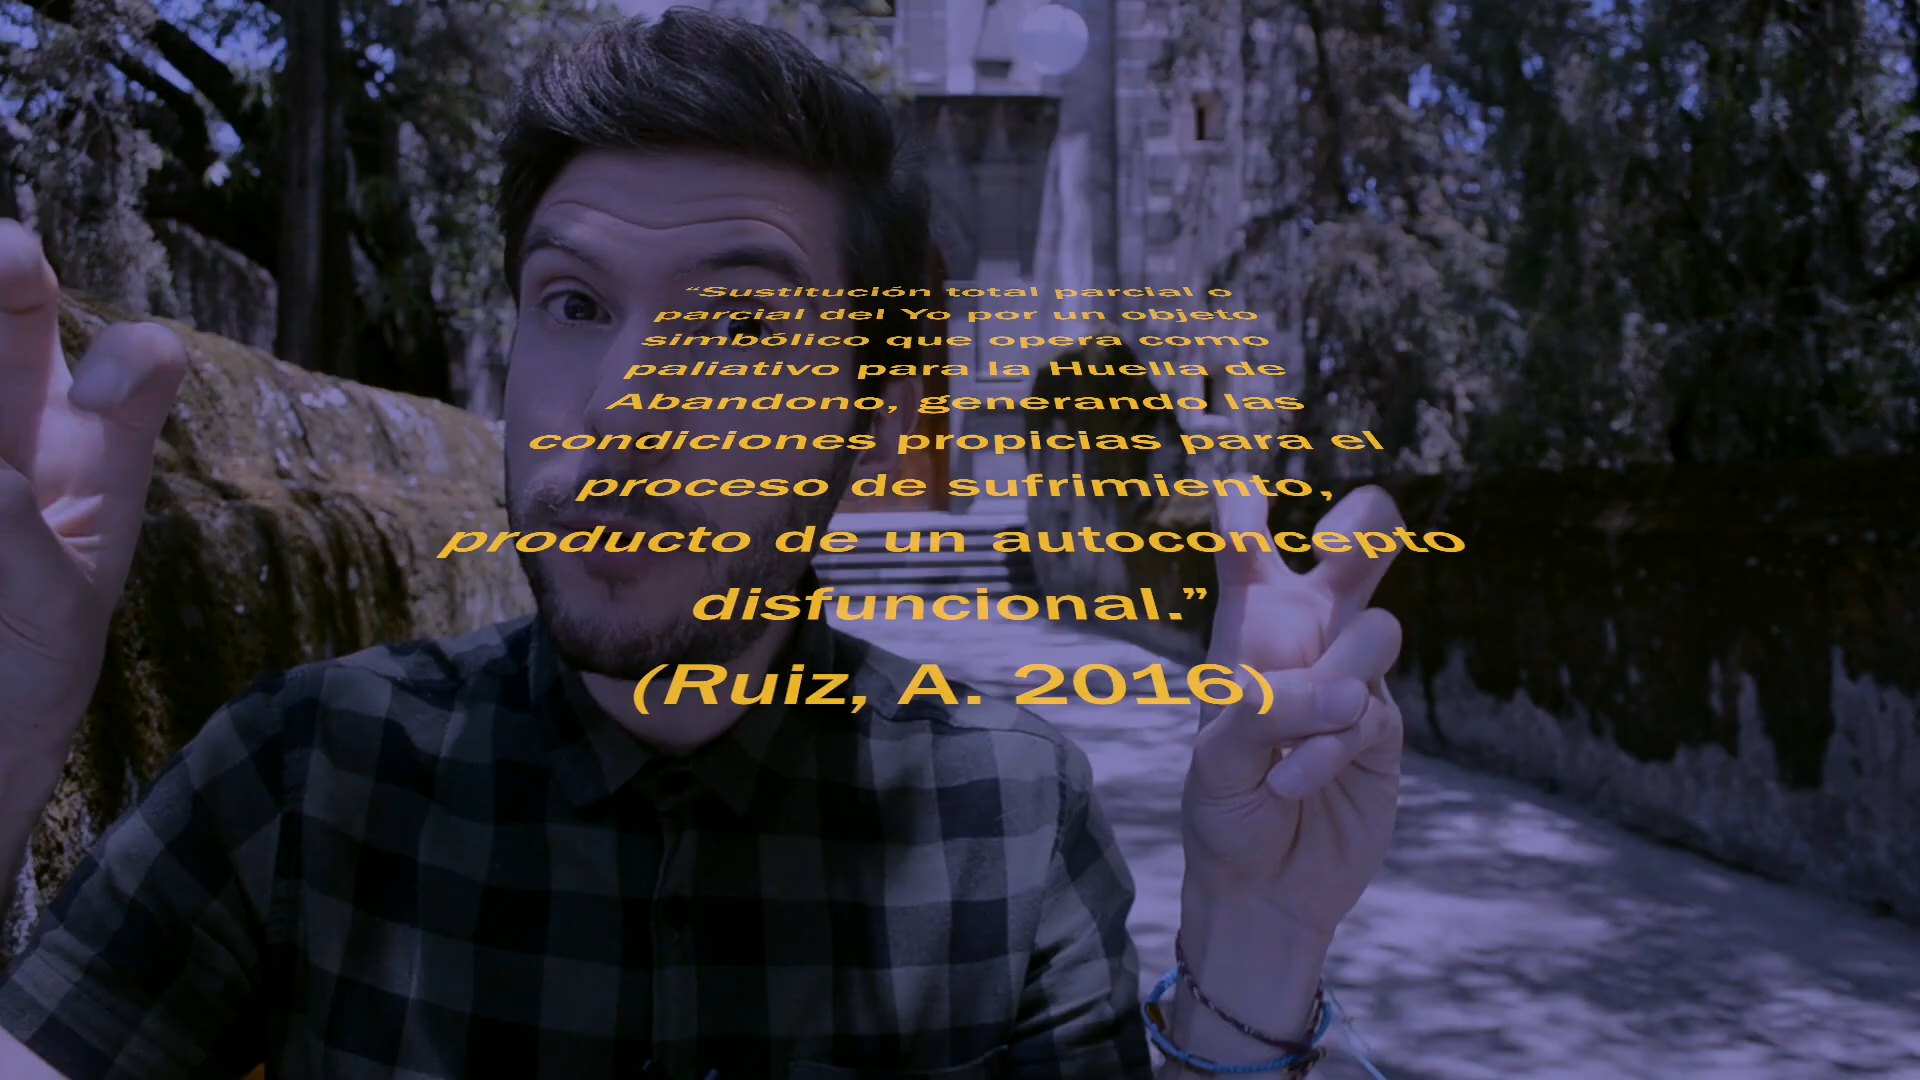 “Sustitución total parcial o
parcial del Yo por un objeto
simbólico que opera como
paliativo para la Huella de
Abandono, generando las
condiciones propicias para el
proceso de sufrimiento,
producto de un autoconcepto
disfuncional.”
(Ruiz, A. 2016)